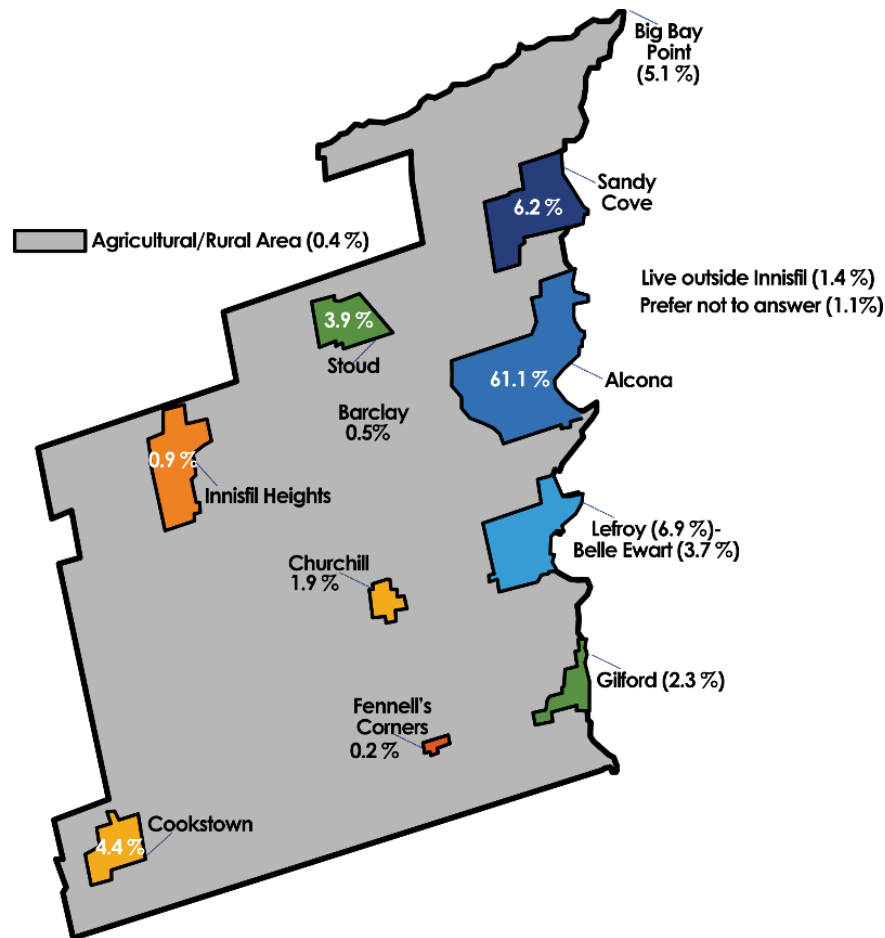 Big Bay
Point
(5.1 %)
Sandy
Cove
6.2 %
Agricultural/Rural Area (0.4 %)
Live outside Innisfil (1.4 %)
Prefer not to answer (1.1%)
3.9 %
Stoud
61.1 %
Alcona
Barclay
0.5%
0.9 %
Innisfil Heights
Lefroy (6.9 %)-
Belle Ewart (3.7 %)
Churchill
1.9 %
Gilford (2.3 %)
Fennell's
Corners
0.2 %
Cookstown
4.4 %